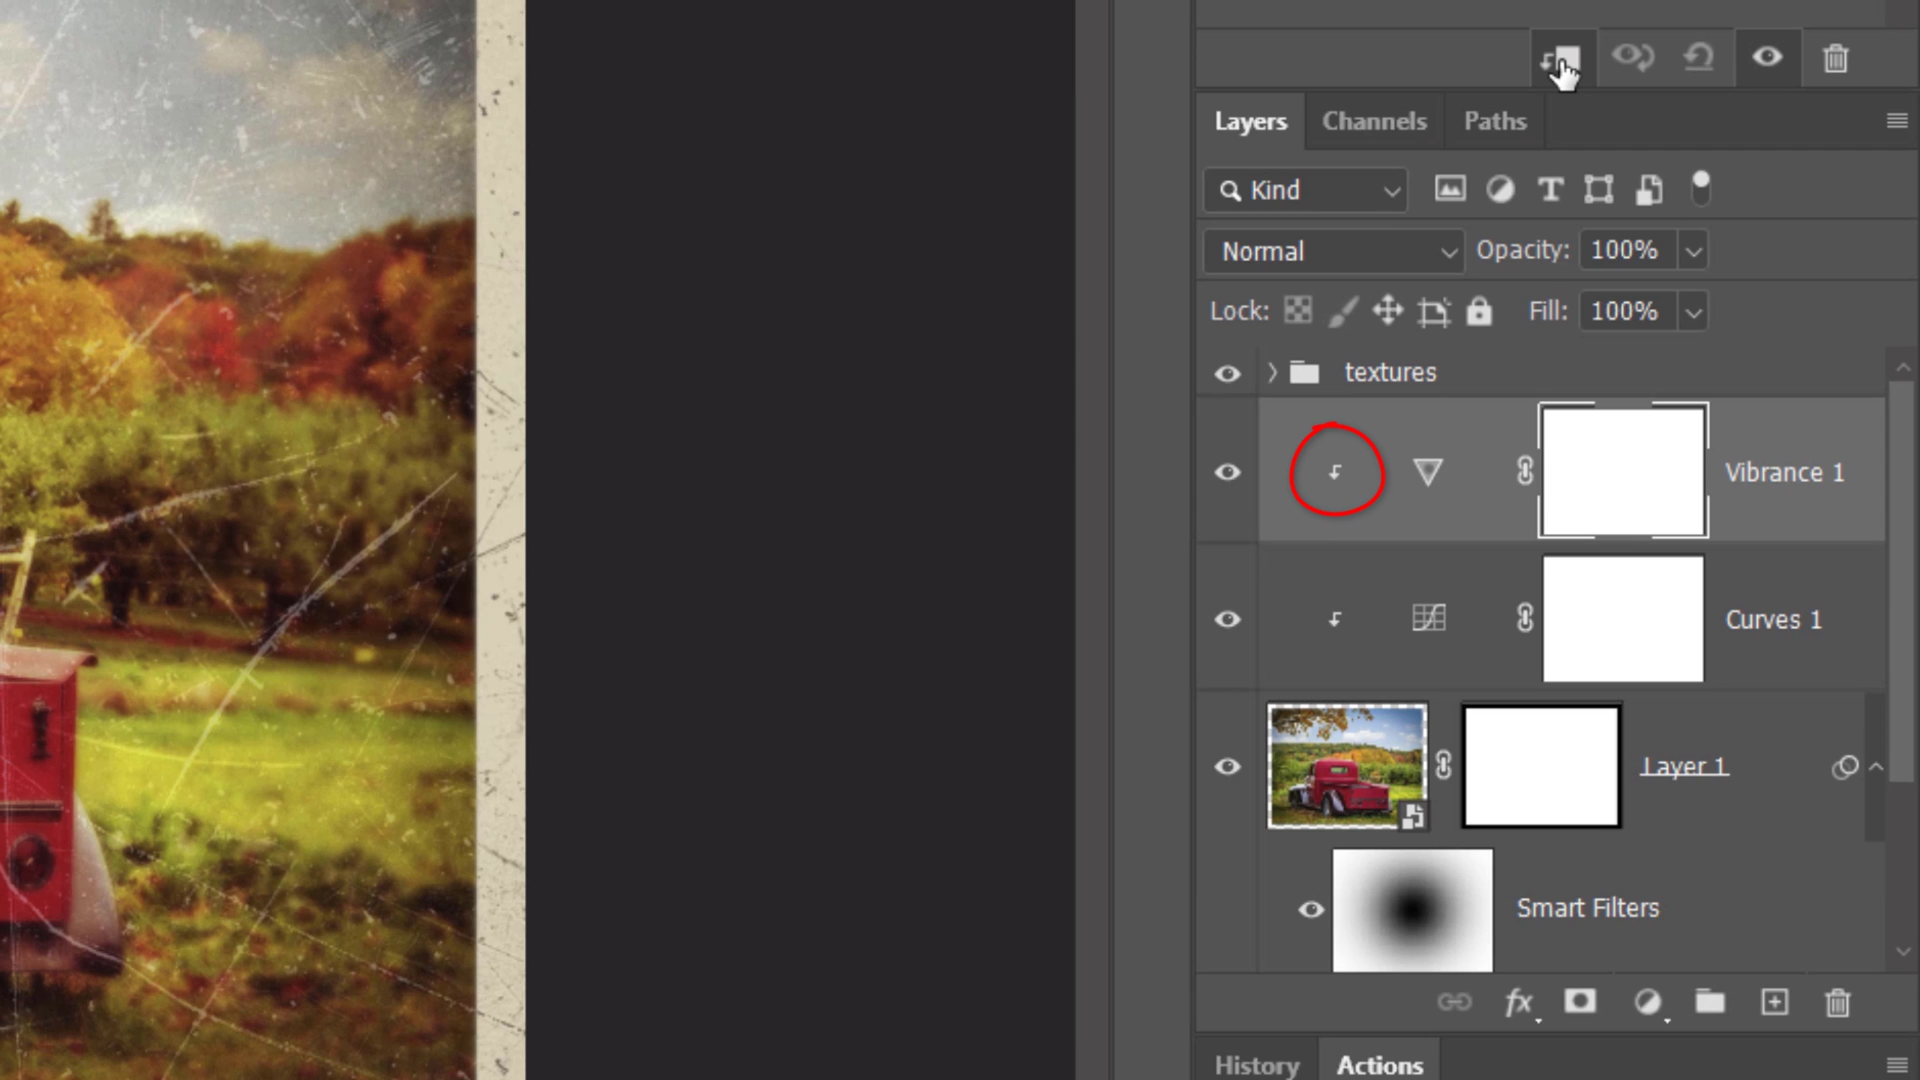 Layers Channels Paths
Kind
Normal Opacity: 100%
Lock: Fill: 100%
textures
Vibrance 1
Curves 1
Layer 1
Smart Filters
fx
History Actions